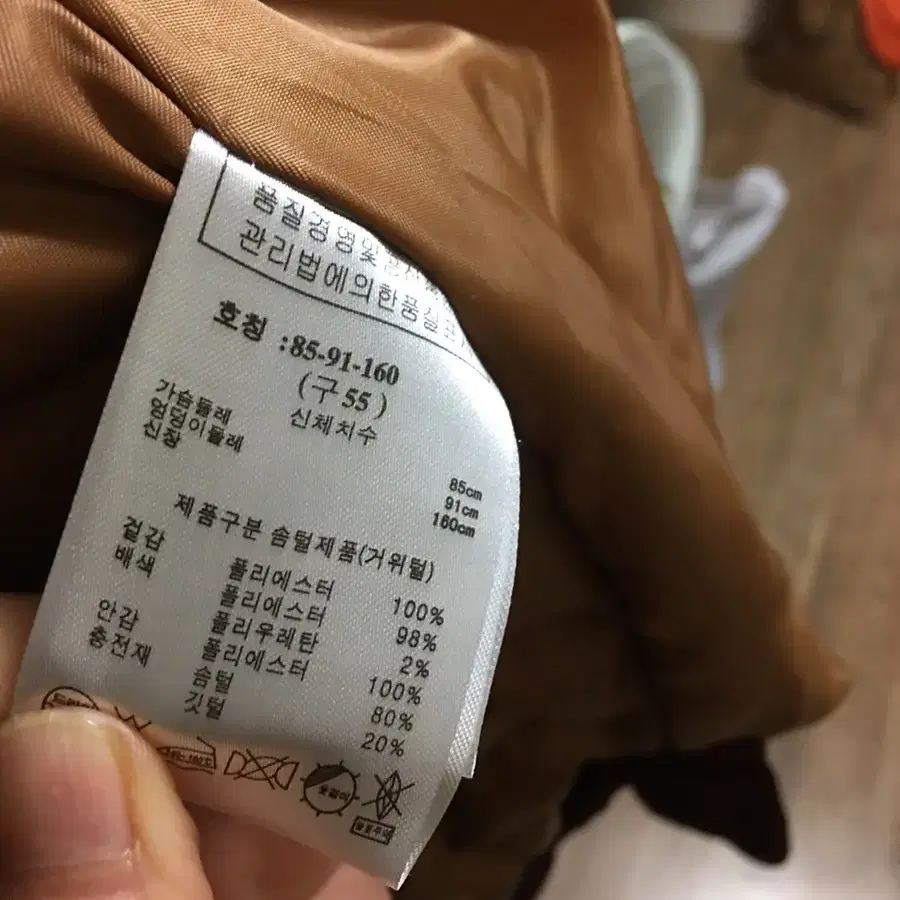 품질경영및
관리법에의한품질표
호칭 :85-91-160
(구 55)
신체치수
가슴둘레 85cm
엉덩이둘레 91cm
신장 160cm
제품구분 솜털제품(거위털)
겉감 폴리에스터 100%
배색 폴리에스터 98%
폴리우레탄 2%
안감 폴리에스터 100%
충전재 솜털 80%
깃털 20%
옷걸이